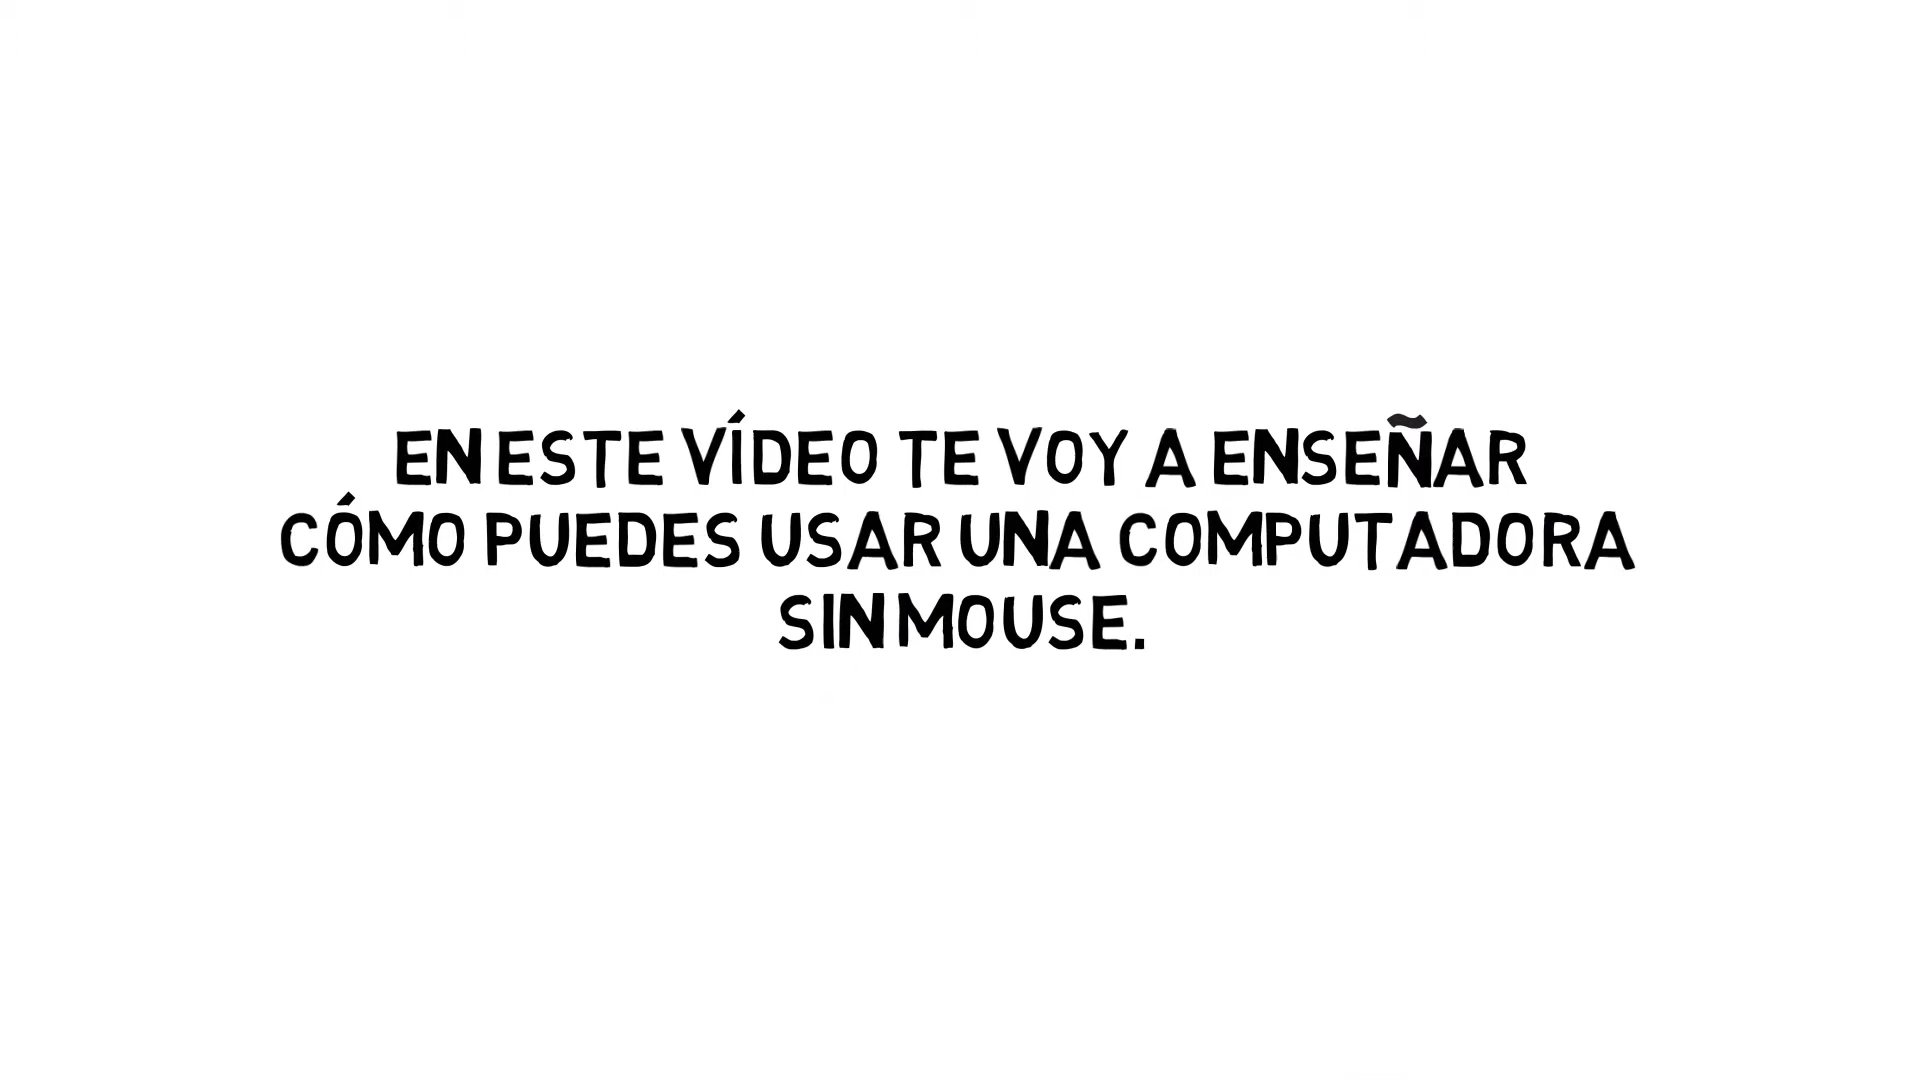 EN ESTE VÍDEO TE VOY A ENSEÑAR
CÓMO PUEDES USAR UNA COMPUTADORA
SIN MOUSE.